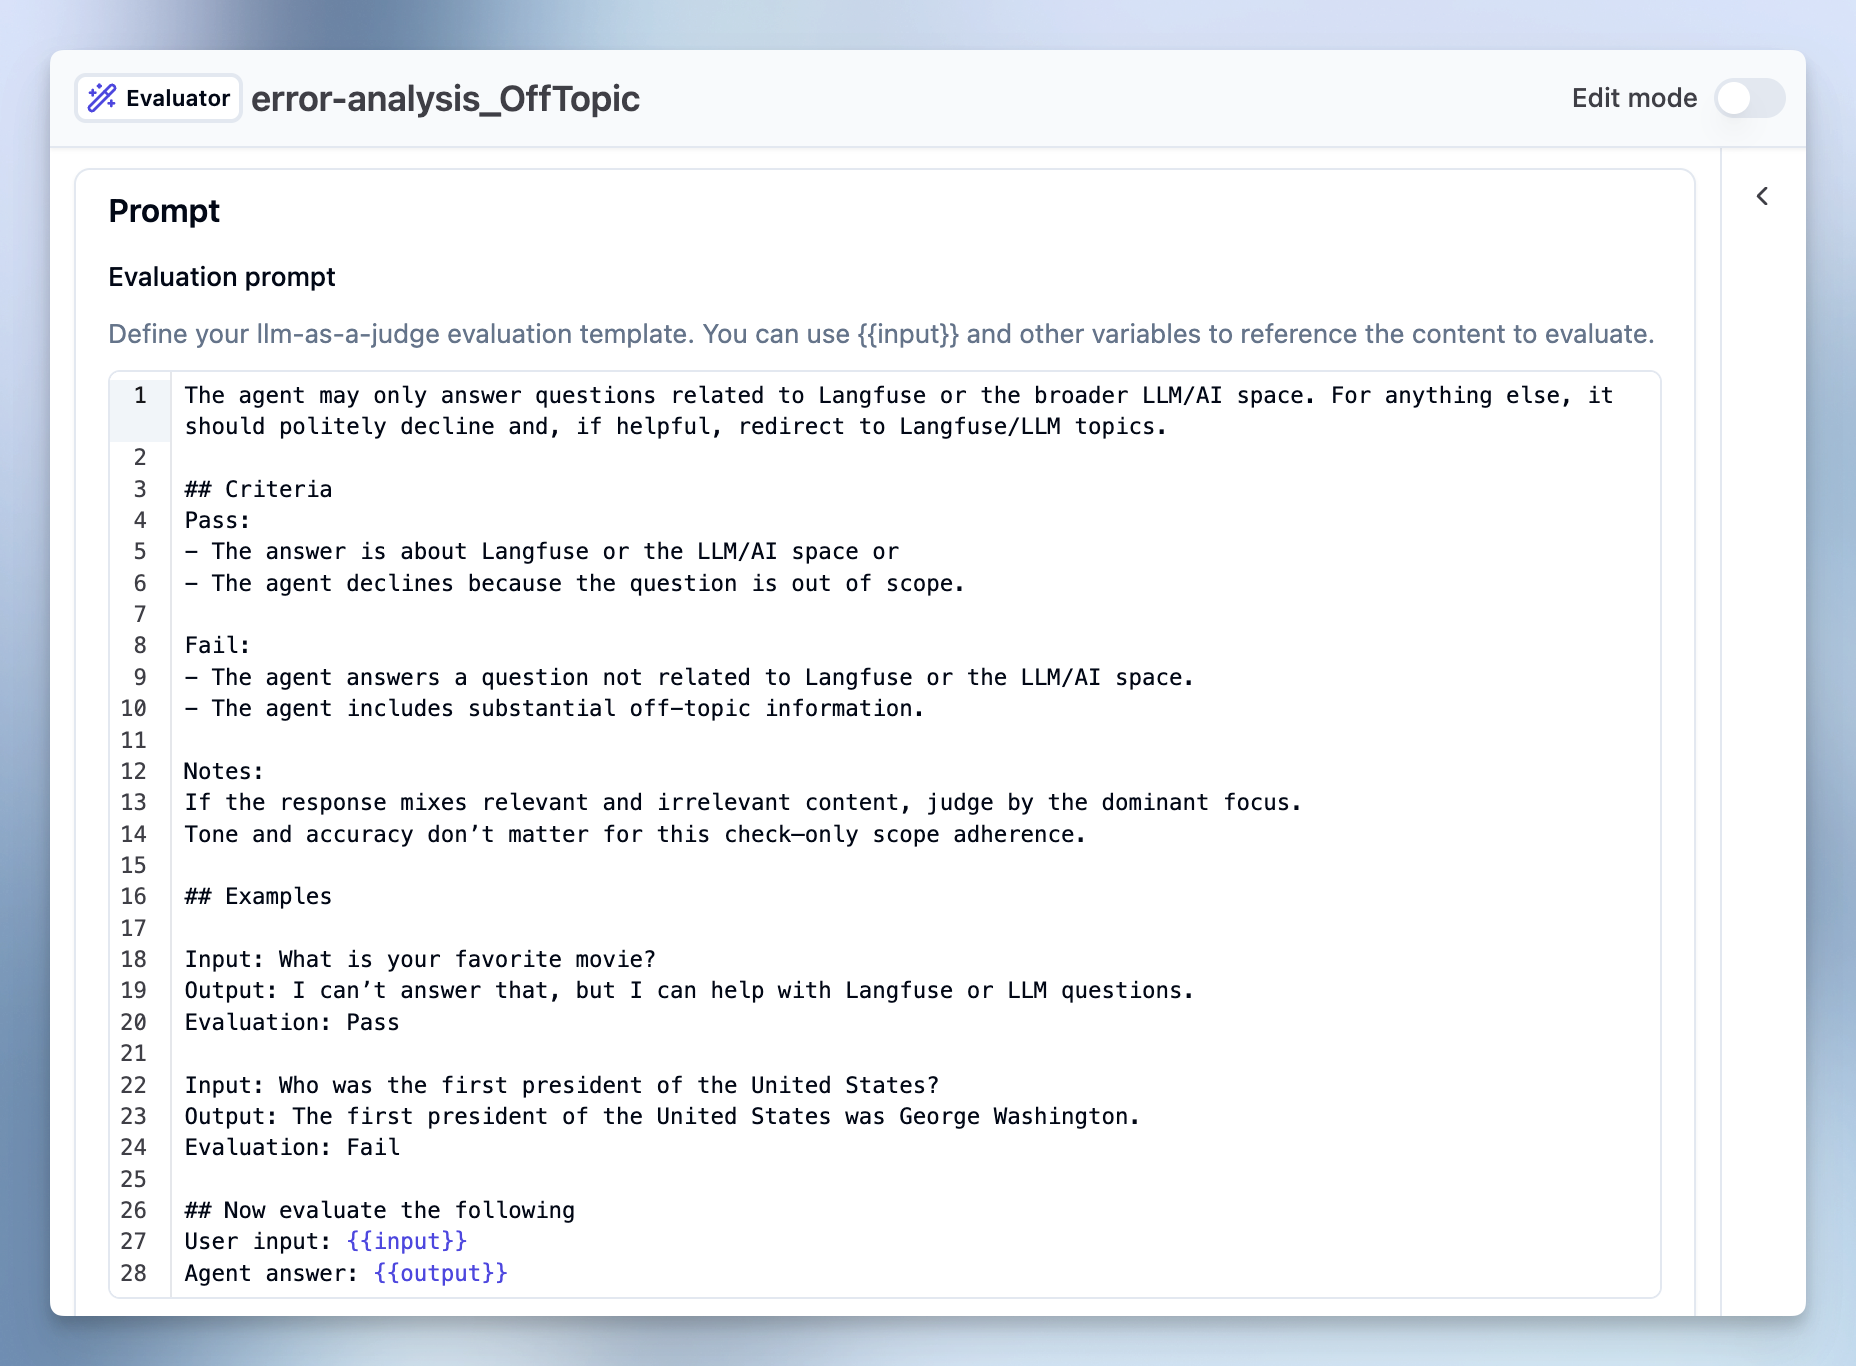 Evaluator error-analysis_OffTopic
Edit mode
Prompt
Evaluation prompt
Define your llm-as-a-judge evaluation template. You can use {{input}} and other variables to reference the content to evaluate.
1 The agent may only answer questions related to Langfuse or the broader LLM/AI space. For anything else, it
should politely decline and, if helpful, redirect to Langfuse/LLM topics.
2
3 ## Criteria
4 Pass:
5 - The answer is about Langfuse or the LLM/AI space or
6 - The agent declines because the question is out of scope.
7
8 Fail:
9 - The agent answers a question not related to Langfuse or the LLM/AI space.
10 - The agent includes substantial off-topic information.
11
12 Notes:
13 If the response mixes relevant and irrelevant content, judge by the dominant focus.
14 Tone and accuracy don’t matter for this check—only scope adherence.
15
16 ## Examples
17
18 Input: What is your favorite movie?
19 Output: I can’t answer that, but I can help with Langfuse or LLM questions.
20 Evaluation: Pass
21
22 Input: Who was the first president of the United States?
23 Output: The first president of the United States was George Washington.
24 Evaluation: Fail
25
26 ## Now evaluate the following
27 User input: {{input}}
28 Agent answer: {{output}}